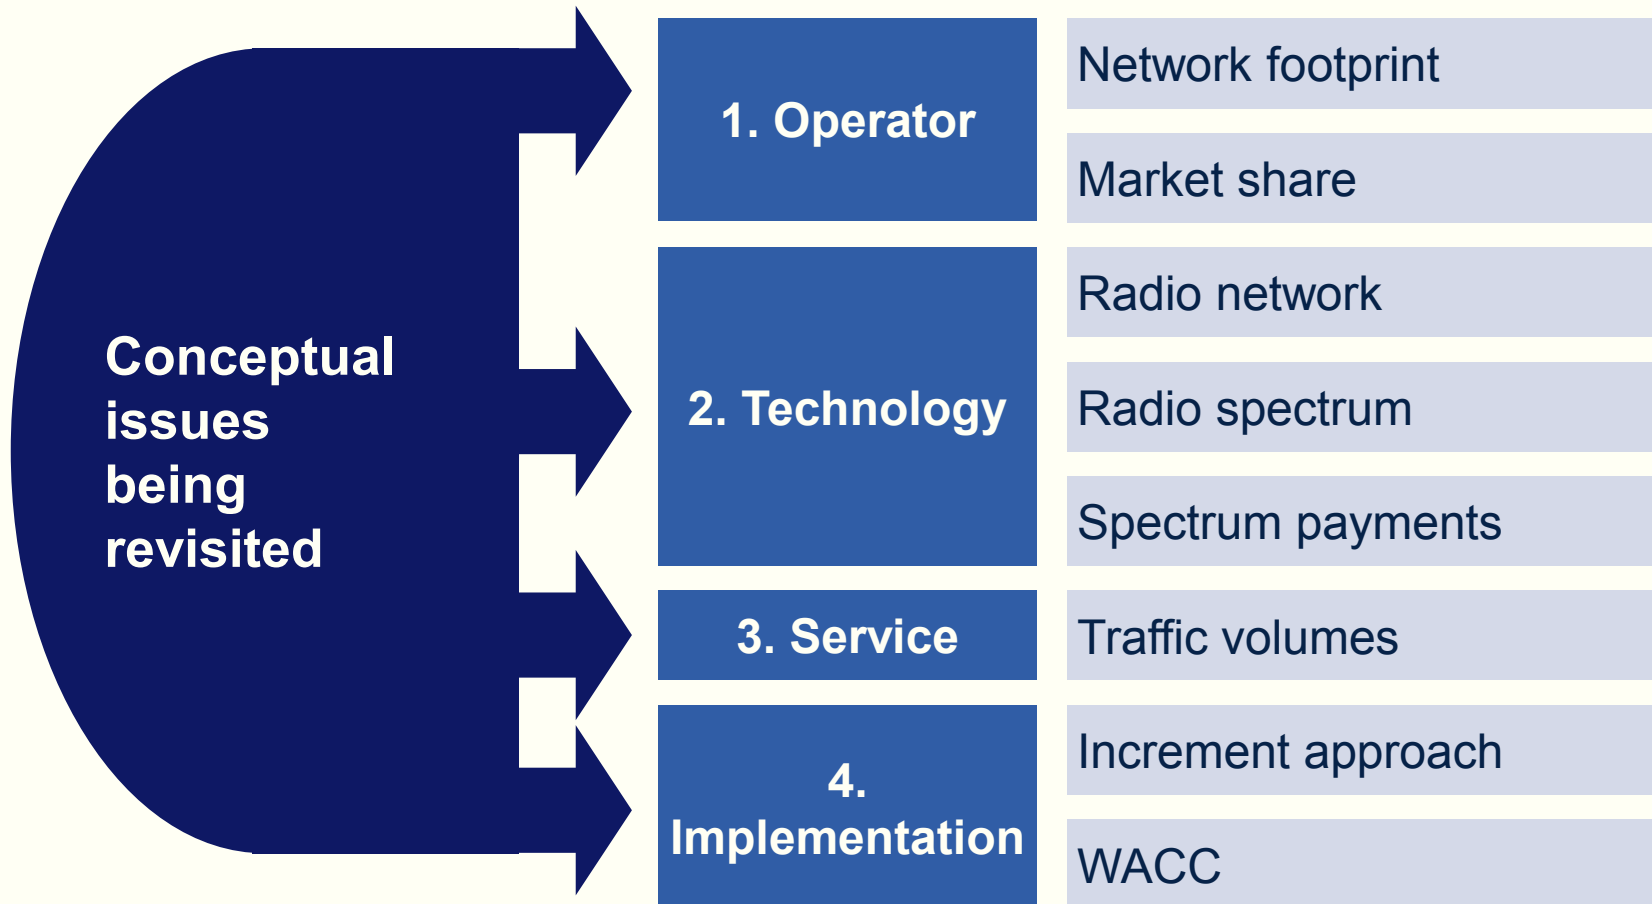 Conceptual
issues
being
revisited
1. Operator
Network footprint
Market share
2. Technology
Radio network
Radio spectrum
Spectrum payments
3. Service
Traffic volumes
4.
Implementation
Increment approach
WACC